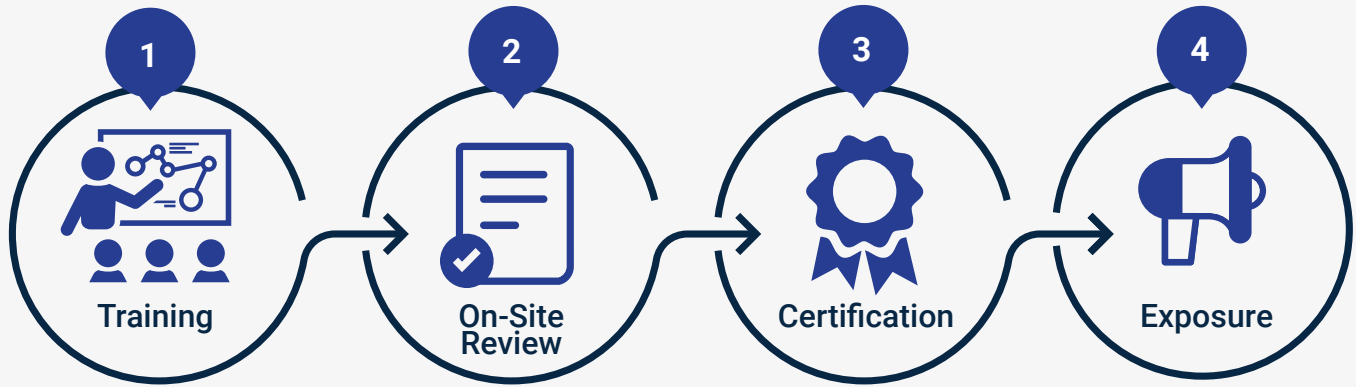 1
2
3
4
Training
On-Site
Review
Certification
Exposure